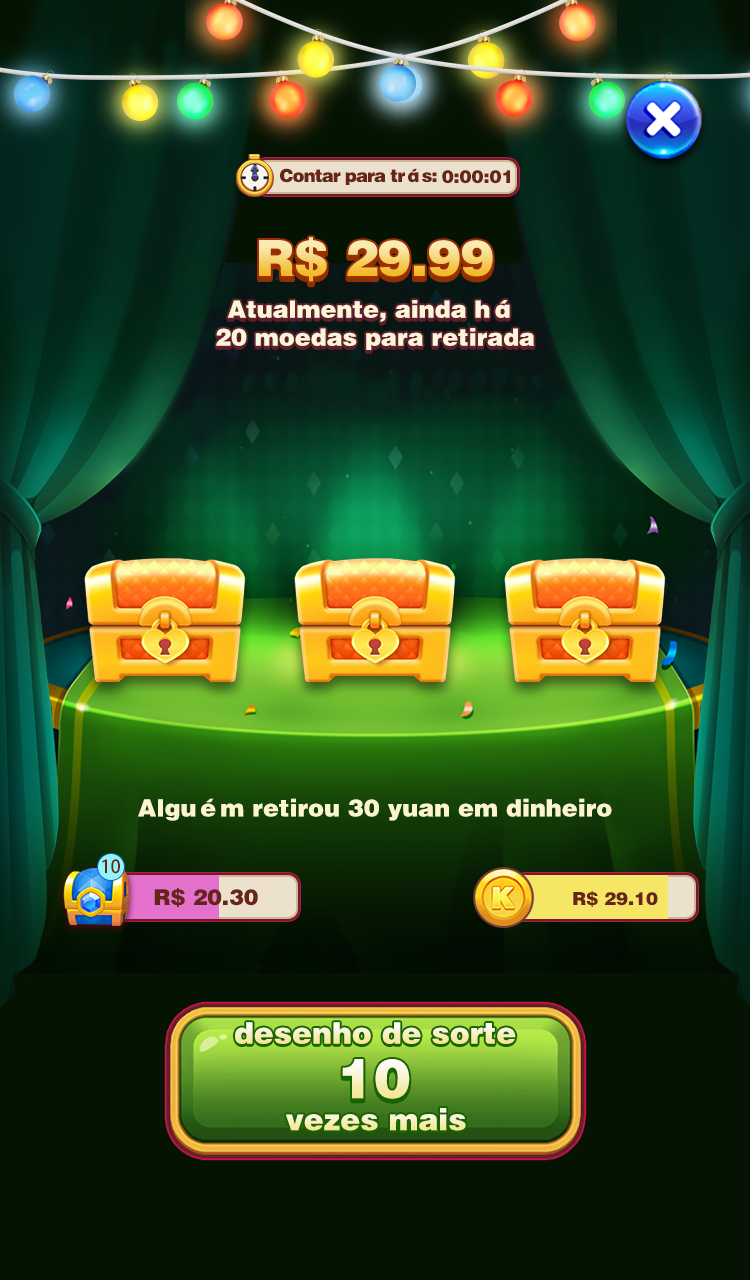 Contar para trás: 0:00:01
R$ 29.99
Atualmente, ainda há
20 moedas para retirada
Alguém retirou 30 yuan em dinheiro
10
R$ 20.30
K
R$ 29.10
desenho de sorte
10
vezes mais